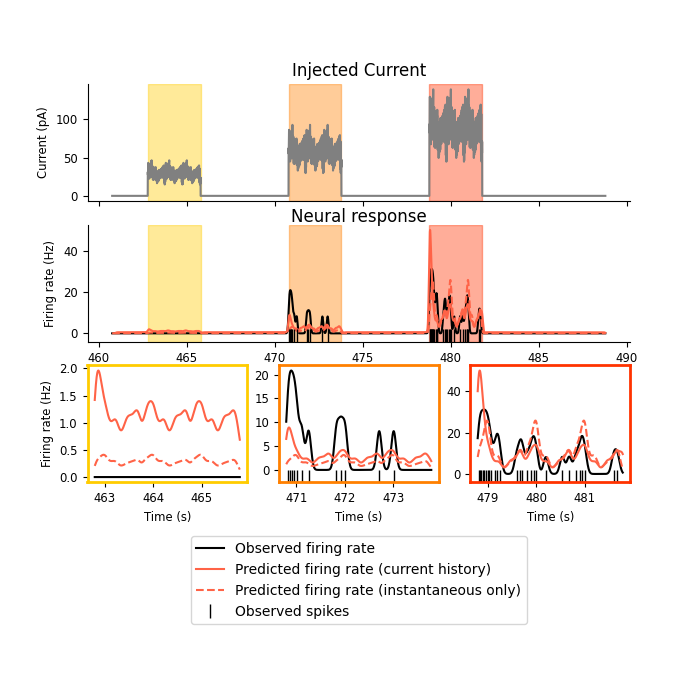 Injected Current
Current (pA)
100
50
0
Neural response
Firing rate (Hz)
40
20
0
460 465 470 475 480 485 490
Firing rate (Hz)
2.0
1.5
1.0
0.5
0.0
463 464 465
Time (s)
20
15
10
5
0
471 472 473
Time (s)
40
20
0
479 480 481
Time (s)
Observed firing rate
Predicted firing rate (current history)
Predicted firing rate (instantaneous only)
Observed spikes